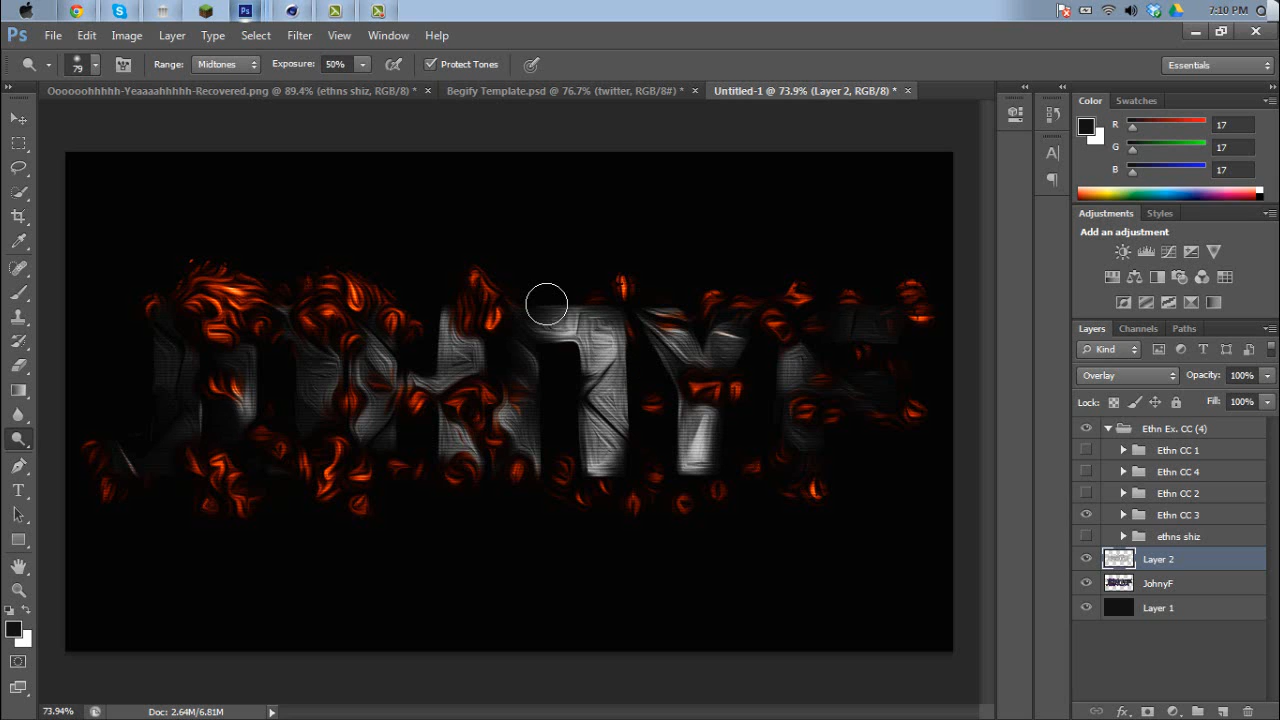 7:10 PM
Ps File Edit Image Layer Type Select Filter View Window Help
79 Range: Midtones Exposure: 50% Protect Tones Essentials
Oooooohhhhh-Yeaaaahhhhh-Recovered.png @ 89.4% (ethns shiz, RGB/8) * × Begify Template.psd @ 76.7% (twitter, RGB/8#) * × Untitled-1 @ 73.9% (Layer 2, RGB/8) * ×
Color Swatches
R 17
G 17
B 17
Adjustments Styles
Add an adjustment
Layers Channels Paths
Kind
Overlay Opacity: 100%
Lock: Fill: 100%
Ethn Ex. CC (4)
Ethn CC 1
Ethn CC 4
Ethn CC 2
Ethn CC 3
ethns shiz
Layer 2
JohnyF
Layer 1
73.94% Doc: 2.64M/6.81M